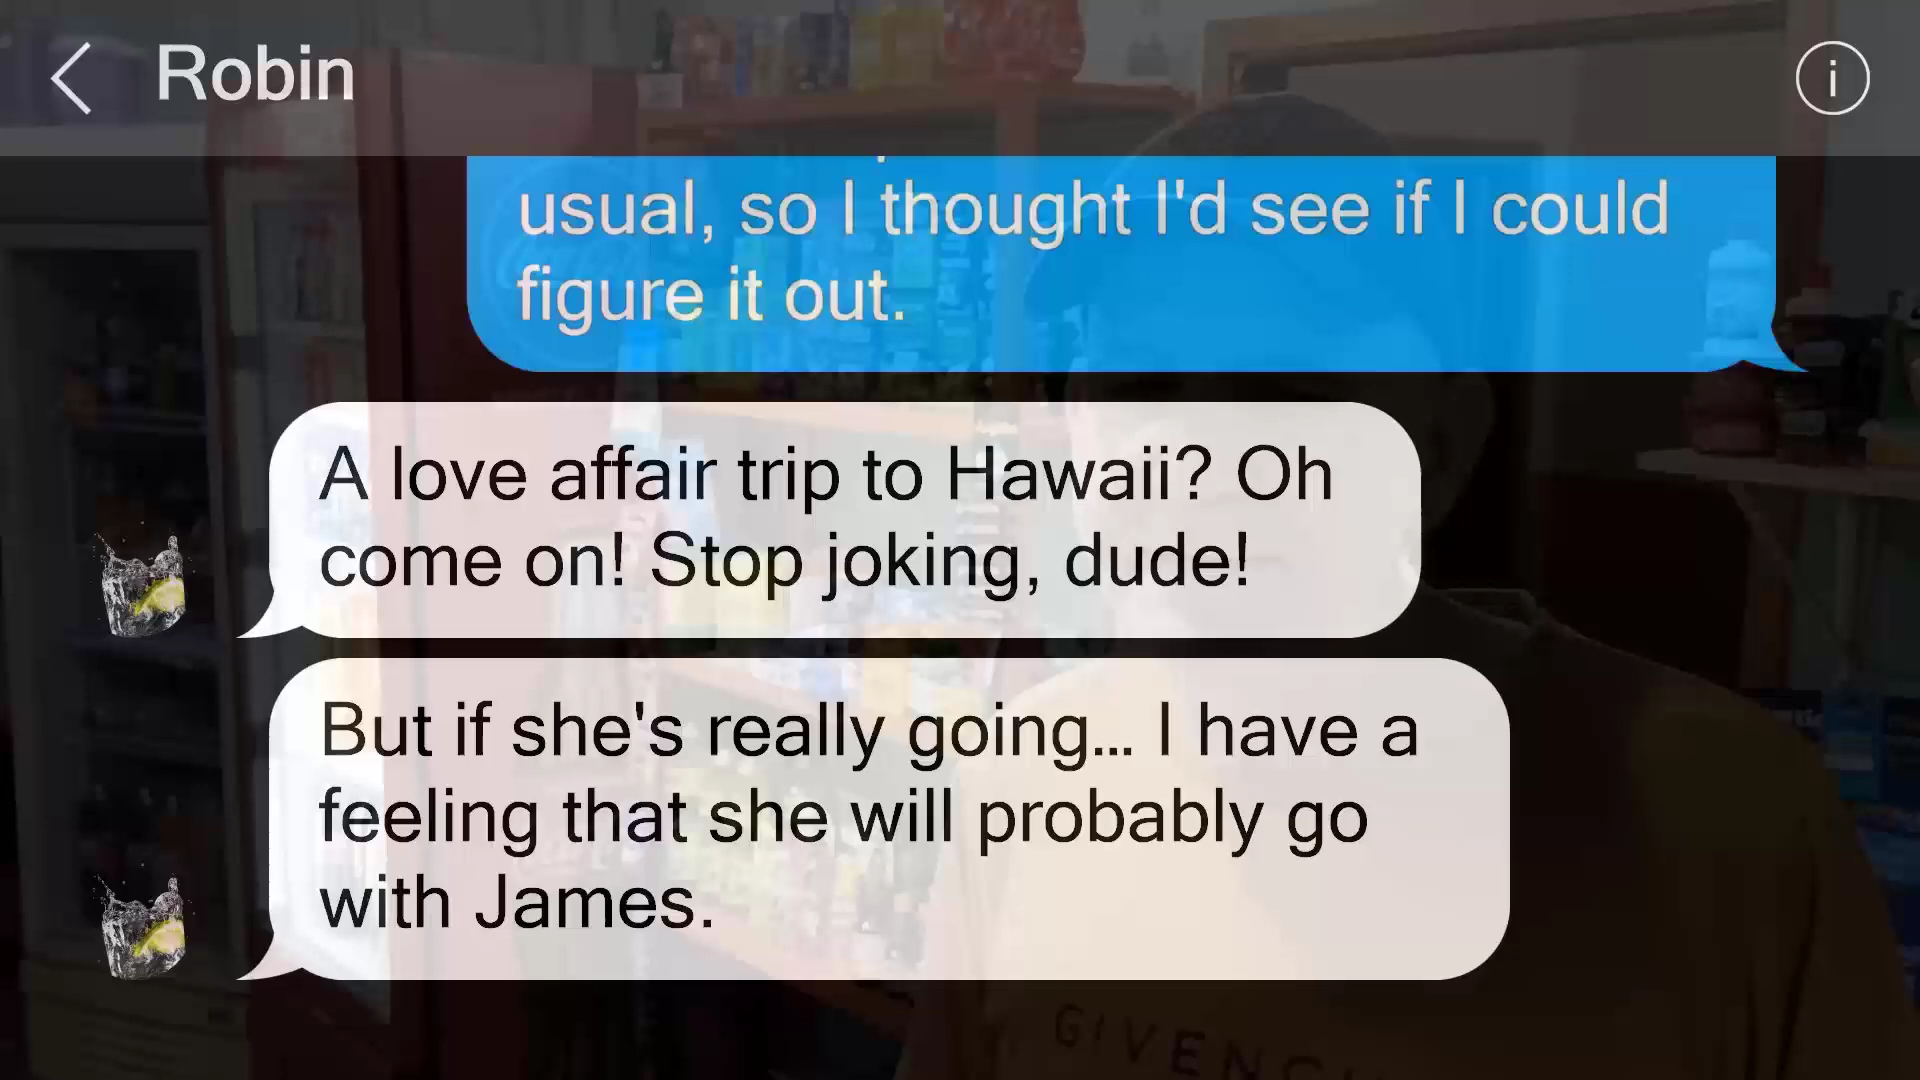 Robin
i
usual, so I thought I'd see if I could
figure it out.
A love affair trip to Hawaii? Oh
come on! Stop joking, dude!
But if she's really going... I have a
feeling that she will probably go
with James.